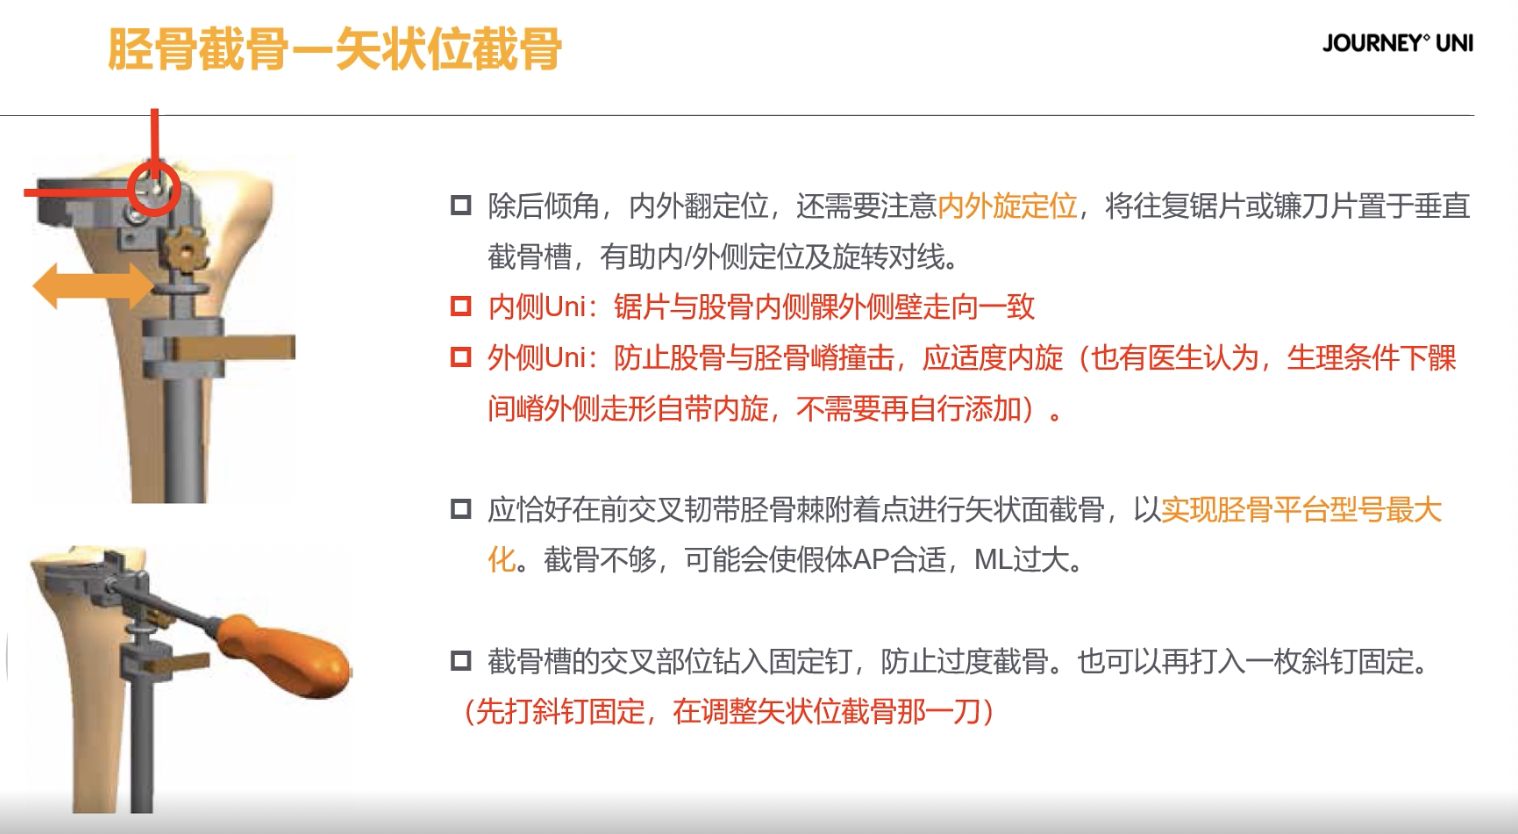 胫骨截骨—矢状位截骨
JOURNEY° UNI
除后倾角，内外翻定位，还需要注意内外旋定位，将往复锯片或镰刀片置于垂直
截骨槽，有助内/外侧定位及旋转对线。
内侧Uni：锯片与股骨内侧髁外侧壁走向一致
外侧Uni：防止股骨与胫骨嵴撞击，应适度内旋（也有医生认为，生理条件下髁
间嵴外侧走形自带内旋，不需要再自行添加）。
应恰好在前交叉韧带胫骨棘附着点进行矢状面截骨，以实现胫骨平台型号最大
化。截骨不够，可能会使假体AP合适，ML过大。
截骨槽的交叉部位钻入固定钉，防止过度截骨。也可以再打入一枚斜钉固定。
（先打斜钉固定，在调整矢状位截骨那一刀）